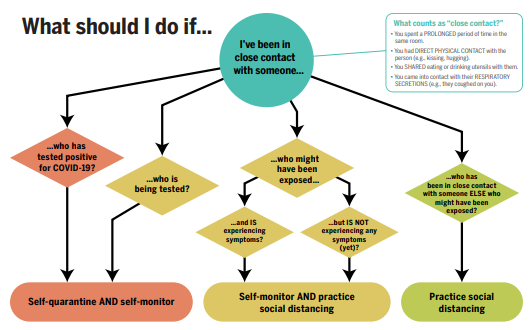 What should I do if...
I've been in
close contact
with someone...
What counts as “close contact?”
• You spent a PROLONGED period of time in the
same room.
• You had DIRECT PHYSICAL CONTACT with the
person (e.g., kissing, hugging).
• You SHARED eating or drinking utensils with them.
• You came into contact with their RESPIRATORY
SECRETIONS (e.g., they coughed on you).
...who has
tested positive
for COVID-19?
...who is
being tested?
...who might
have been
exposed...
...who has
been in close contact
with someone ELSE who
might have been
exposed?
...and IS
experiencing
symptoms?
...but IS NOT
experiencing any
symptoms
(yet)?
Self-quarantine AND self-monitor
Self-monitor AND practice
social distancing
Practice social
distancing